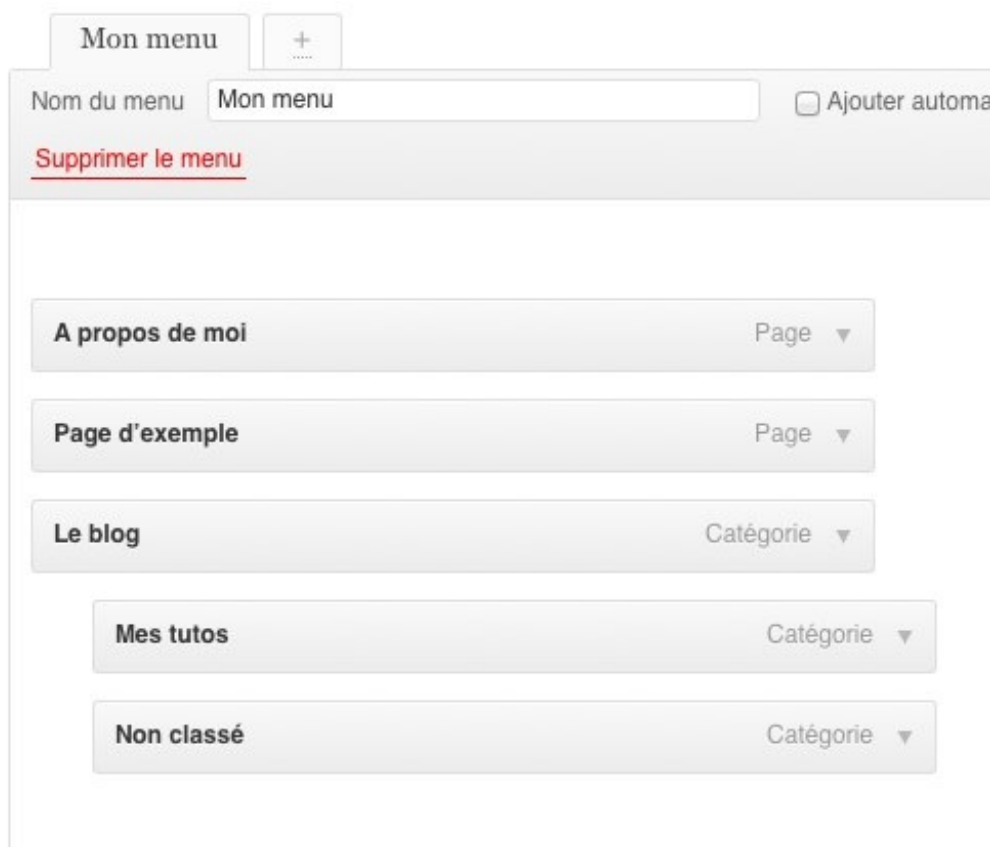 Mon menu +
Nom du menu Mon menu Ajouter automa
Supprimer le menu
A propos de moi Page
Page d’exemple Page
Le blog Catégorie
Mes tutos Catégorie
Non classé Catégorie